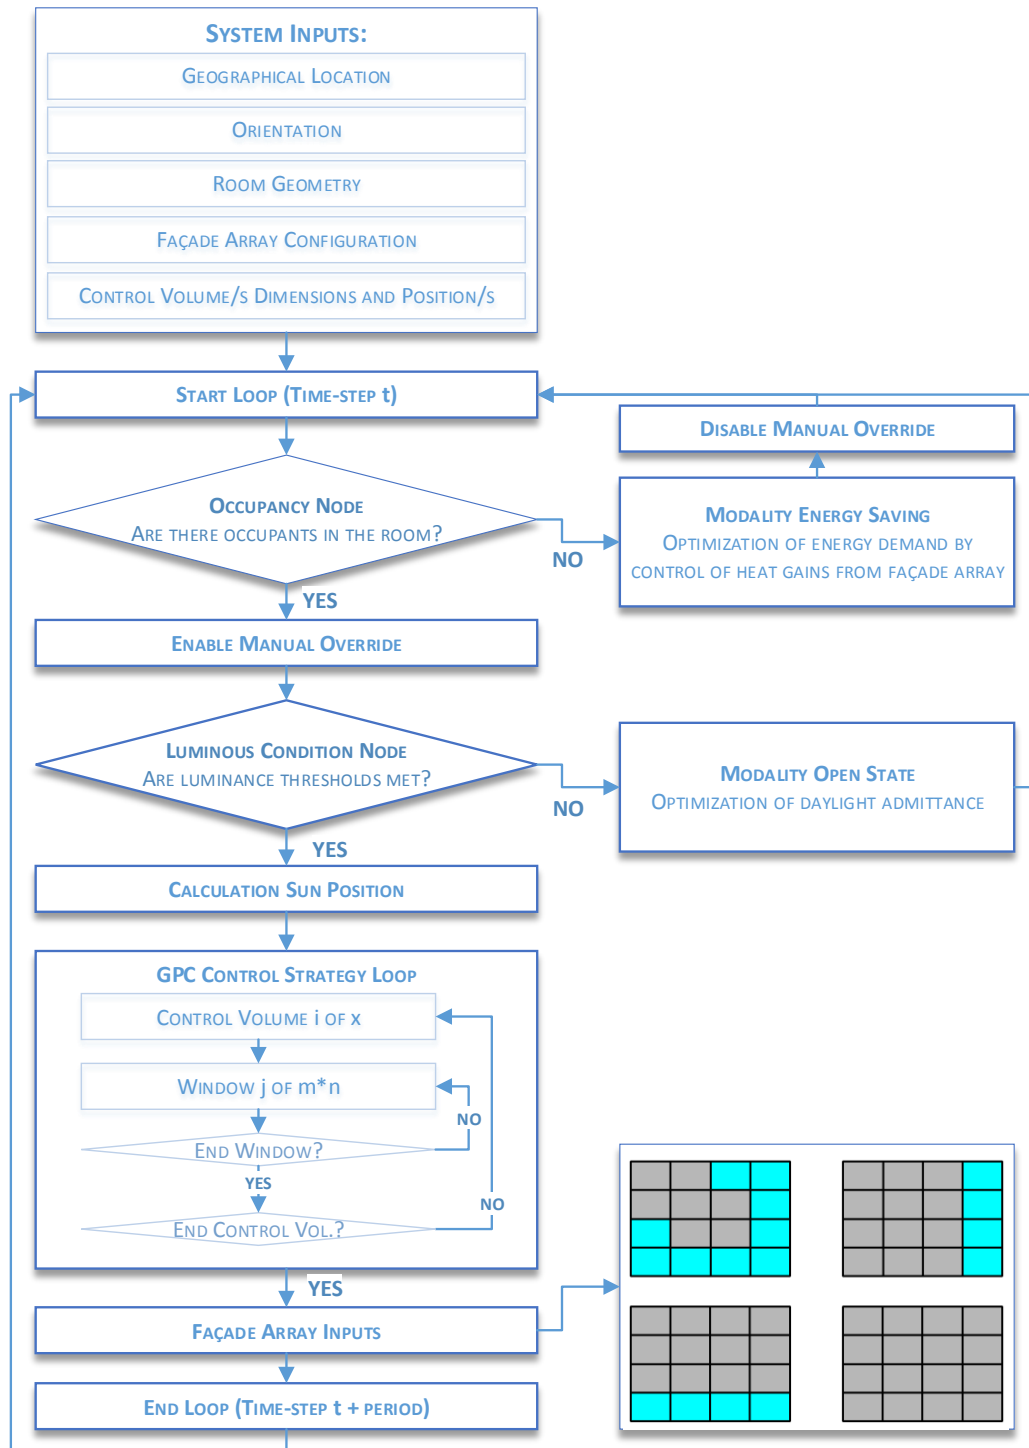 SYSTEM INPUTS:
GEOGRAPHICAL LOCATION
ORIENTATION
ROOM GEOMETRY
FAÇADE ARRAY CONFIGURATION
CONTROL VOLUME/S DIMENSIONS AND POSITION/S
START LOOP (TIME-STEP t)
DISABLE MANUAL OVERRIDE
OCCUPANCY NODE
ARE THERE OCCUPANTS IN THE ROOM?
NO
MODALITY ENERGY SAVING
OPTIMIZATION OF ENERGY DEMAND BY
CONTROL OF HEAT GAINS FROM FAÇADE ARRAY
YES
ENABLE MANUAL OVERRIDE
LUMINOUS CONDITION NODE
ARE LUMINANCE THRESHOLDS MET?
NO
MODALITY OPEN STATE
OPTIMIZATION OF DAYLIGHT ADMITTANCE
YES
CALCULATION SUN POSITION
GPC CONTROL STRATEGY LOOP
CONTROL VOLUME i OF x
WINDOW j OF m*n
NO
END WINDOW?
YES
NO
END CONTROL VOL.?
YES
FAÇADE ARRAY INPUTS
END LOOP (TIME-STEP t + PERIOD)